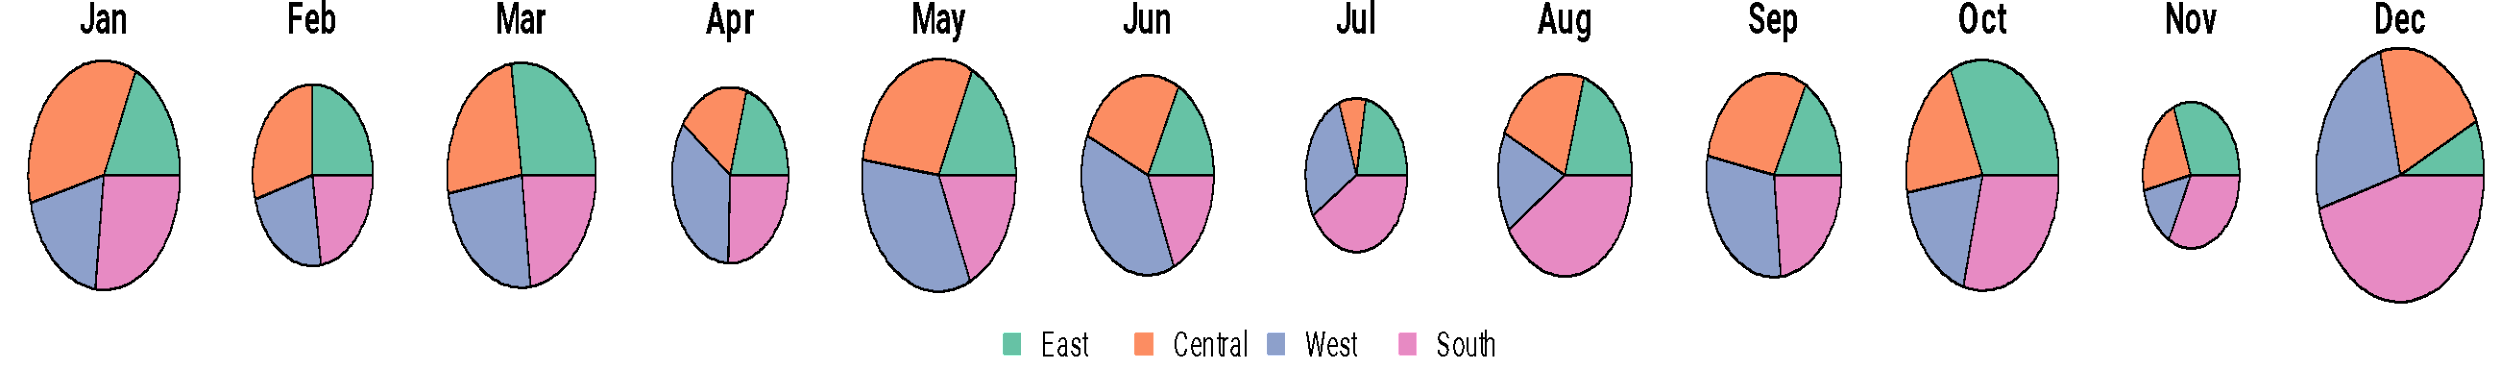 Jan Feb Mar Apr May Jun Jul Aug Sep Oct Nov Dec
East Central West South